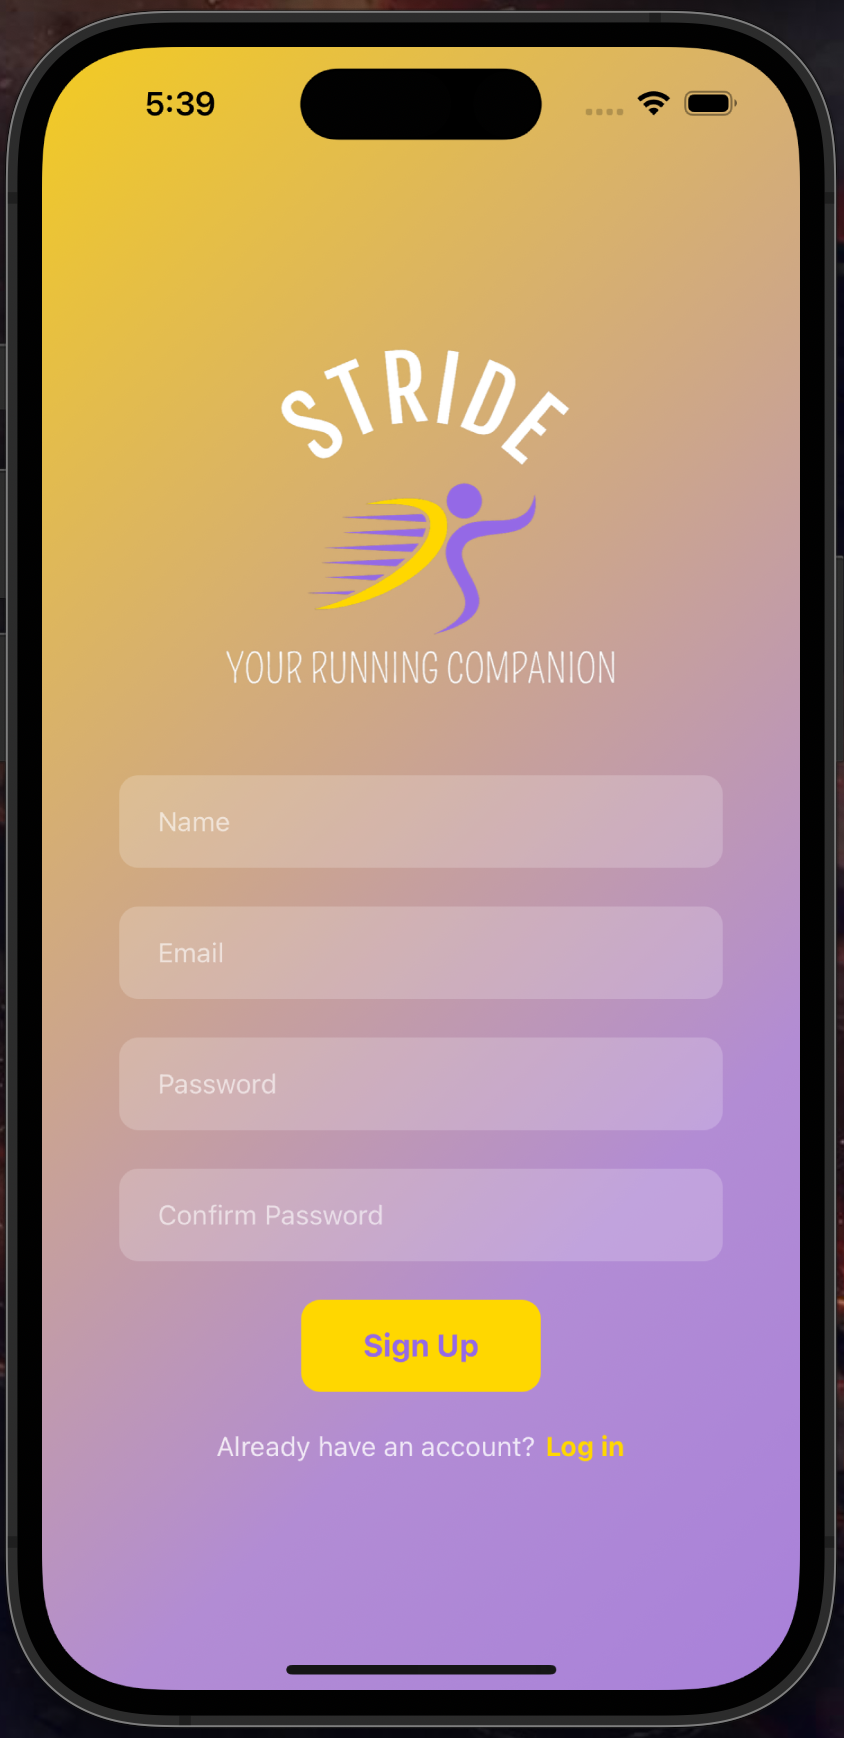 5:39
STRIDE
YOUR RUNNING COMPANION
Name
Email
Password
Confirm Password
Sign Up
Already have an account? Log in